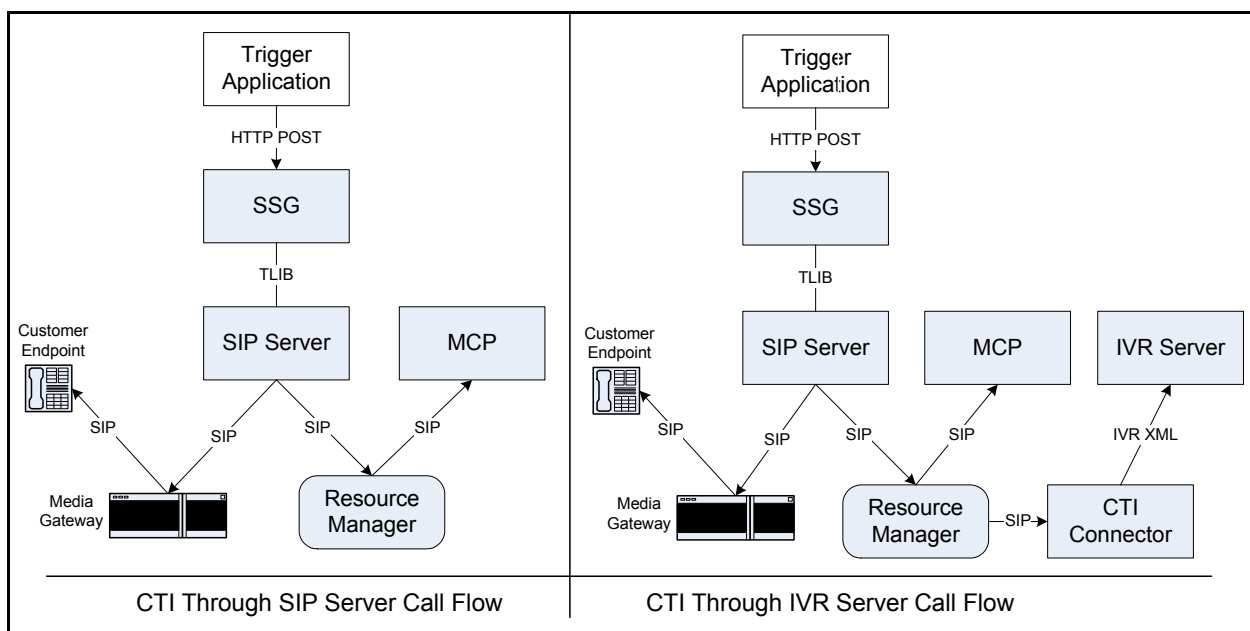 Trigger
Application
HTTP POST
SSG
TLIB
Customer
Endpoint
SIP Server
MCP
SIP
SIP
SIP
SIP
Media
Gateway
Resource
Manager
CTI Through SIP Server Call Flow
Trigger
Application
HTTP POST
SSG
TLIB
Customer
Endpoint
SIP Server
MCP
IVR Server
SIP
SIP
SIP
SIP
IVR XML
Media
Gateway
Resource
Manager
SIP
CTI
Connector
CTI Through IVR Server Call Flow